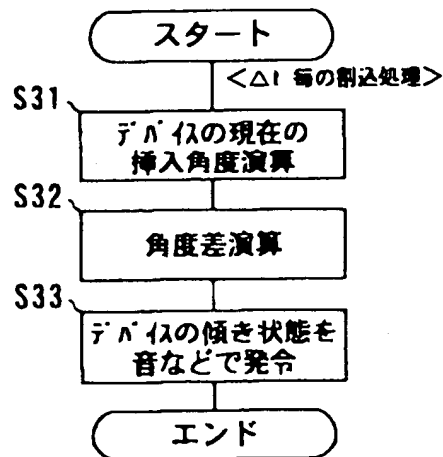 スタート
<△t 毎の割込処理>
S31
デバイスの現在の
挿入角度演算
S32
角度差演算
S33
デバイスの傾き状態を
音などで発令
エンド